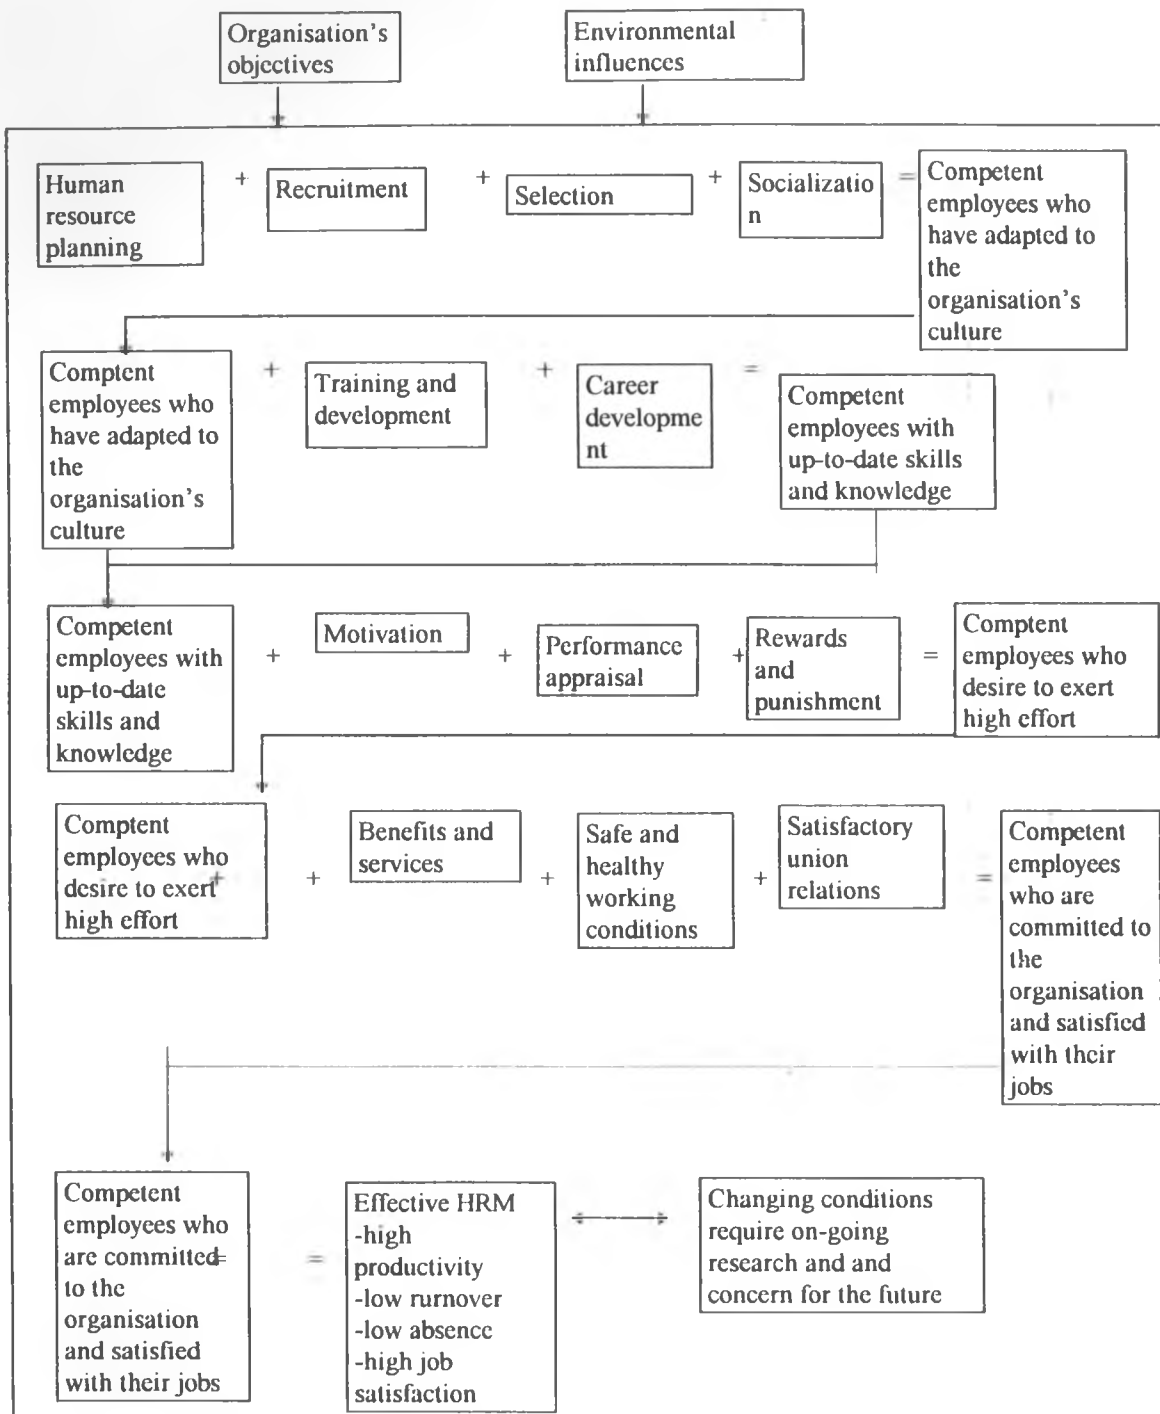 Organisation's
objectives
Environmental
influences
Human
resource
planning
+
Recruitment
+
Selection
+
Socializatio
n
=
Competent
employees who
have adapted to
the
organisation's
culture
Comptent
employees who
have adapted to
the
organisation's
culture
+
Training and
development
+
Career
developme
nt
=
Competent
employees with
up-to-date skills
and knowledge
Competent
employees with
up-to-date
skills and
knowledge
+
Motivation
+
Performance
appraisal
+
Rewards
and
punishment
=
Comptent
employees who
desire to exert
high effort
Comptent
employees who
desire to exert
high effort
+
+
Benefits and
services
+
Safe and
healthy
working
conditions
+
Satisfactory
union
relations
=
Competent
employees
who are
committed to
the
organisation
and satisfied
with their
jobs
Competent
employees who
are committed
to the
organisation
and satisfied
with their jobs
=
=
Effective HRM
-high
productivity
-low rurnover
-low absence
-high job
satisfaction
Changing conditions
require on-going
research and and
concern for the future